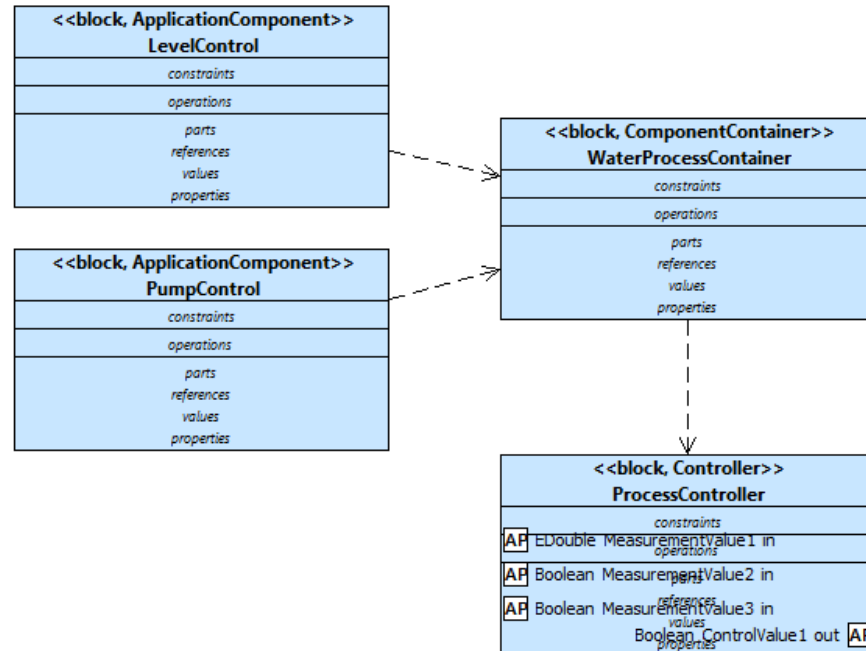 <<block, ApplicationComponent>>
LevelControl
constraints
operations
parts
references
values
properties
<<block, ComponentContainer>>
WaterProcessContainer
constraints
operations
parts
references
values
properties
<<block, ApplicationComponent>>
PumpControl
constraints
operations
parts
references
values
properties
<<block, Controller>>
ProcessController
constraints
AP EDouble MeasurementValue1 in
operations
AP Boolean MeasurementValue2 in
parts
references
AP Boolean MeasurementValue3 in
values
Boolean ControlValue1 out AP
properties